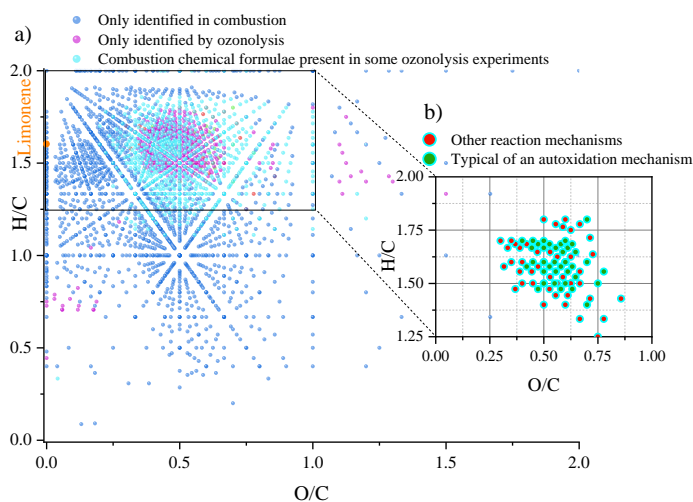 a)
Only identified in combustion
Only identified by ozonolysis
Combustion chemical formulae present in some ozonolysis experiments
2.0
1.5
1.0
0.5
0.0
H/C
Limonene
0.0
0.5
1.0
1.5
2.0
O/C
b)
Other reaction mechanisms
Typical of an autoxidation mechanism
2.00
1.75
1.50
1.25
H/C
0.00
0.25
0.50
0.75
1.00
O/C